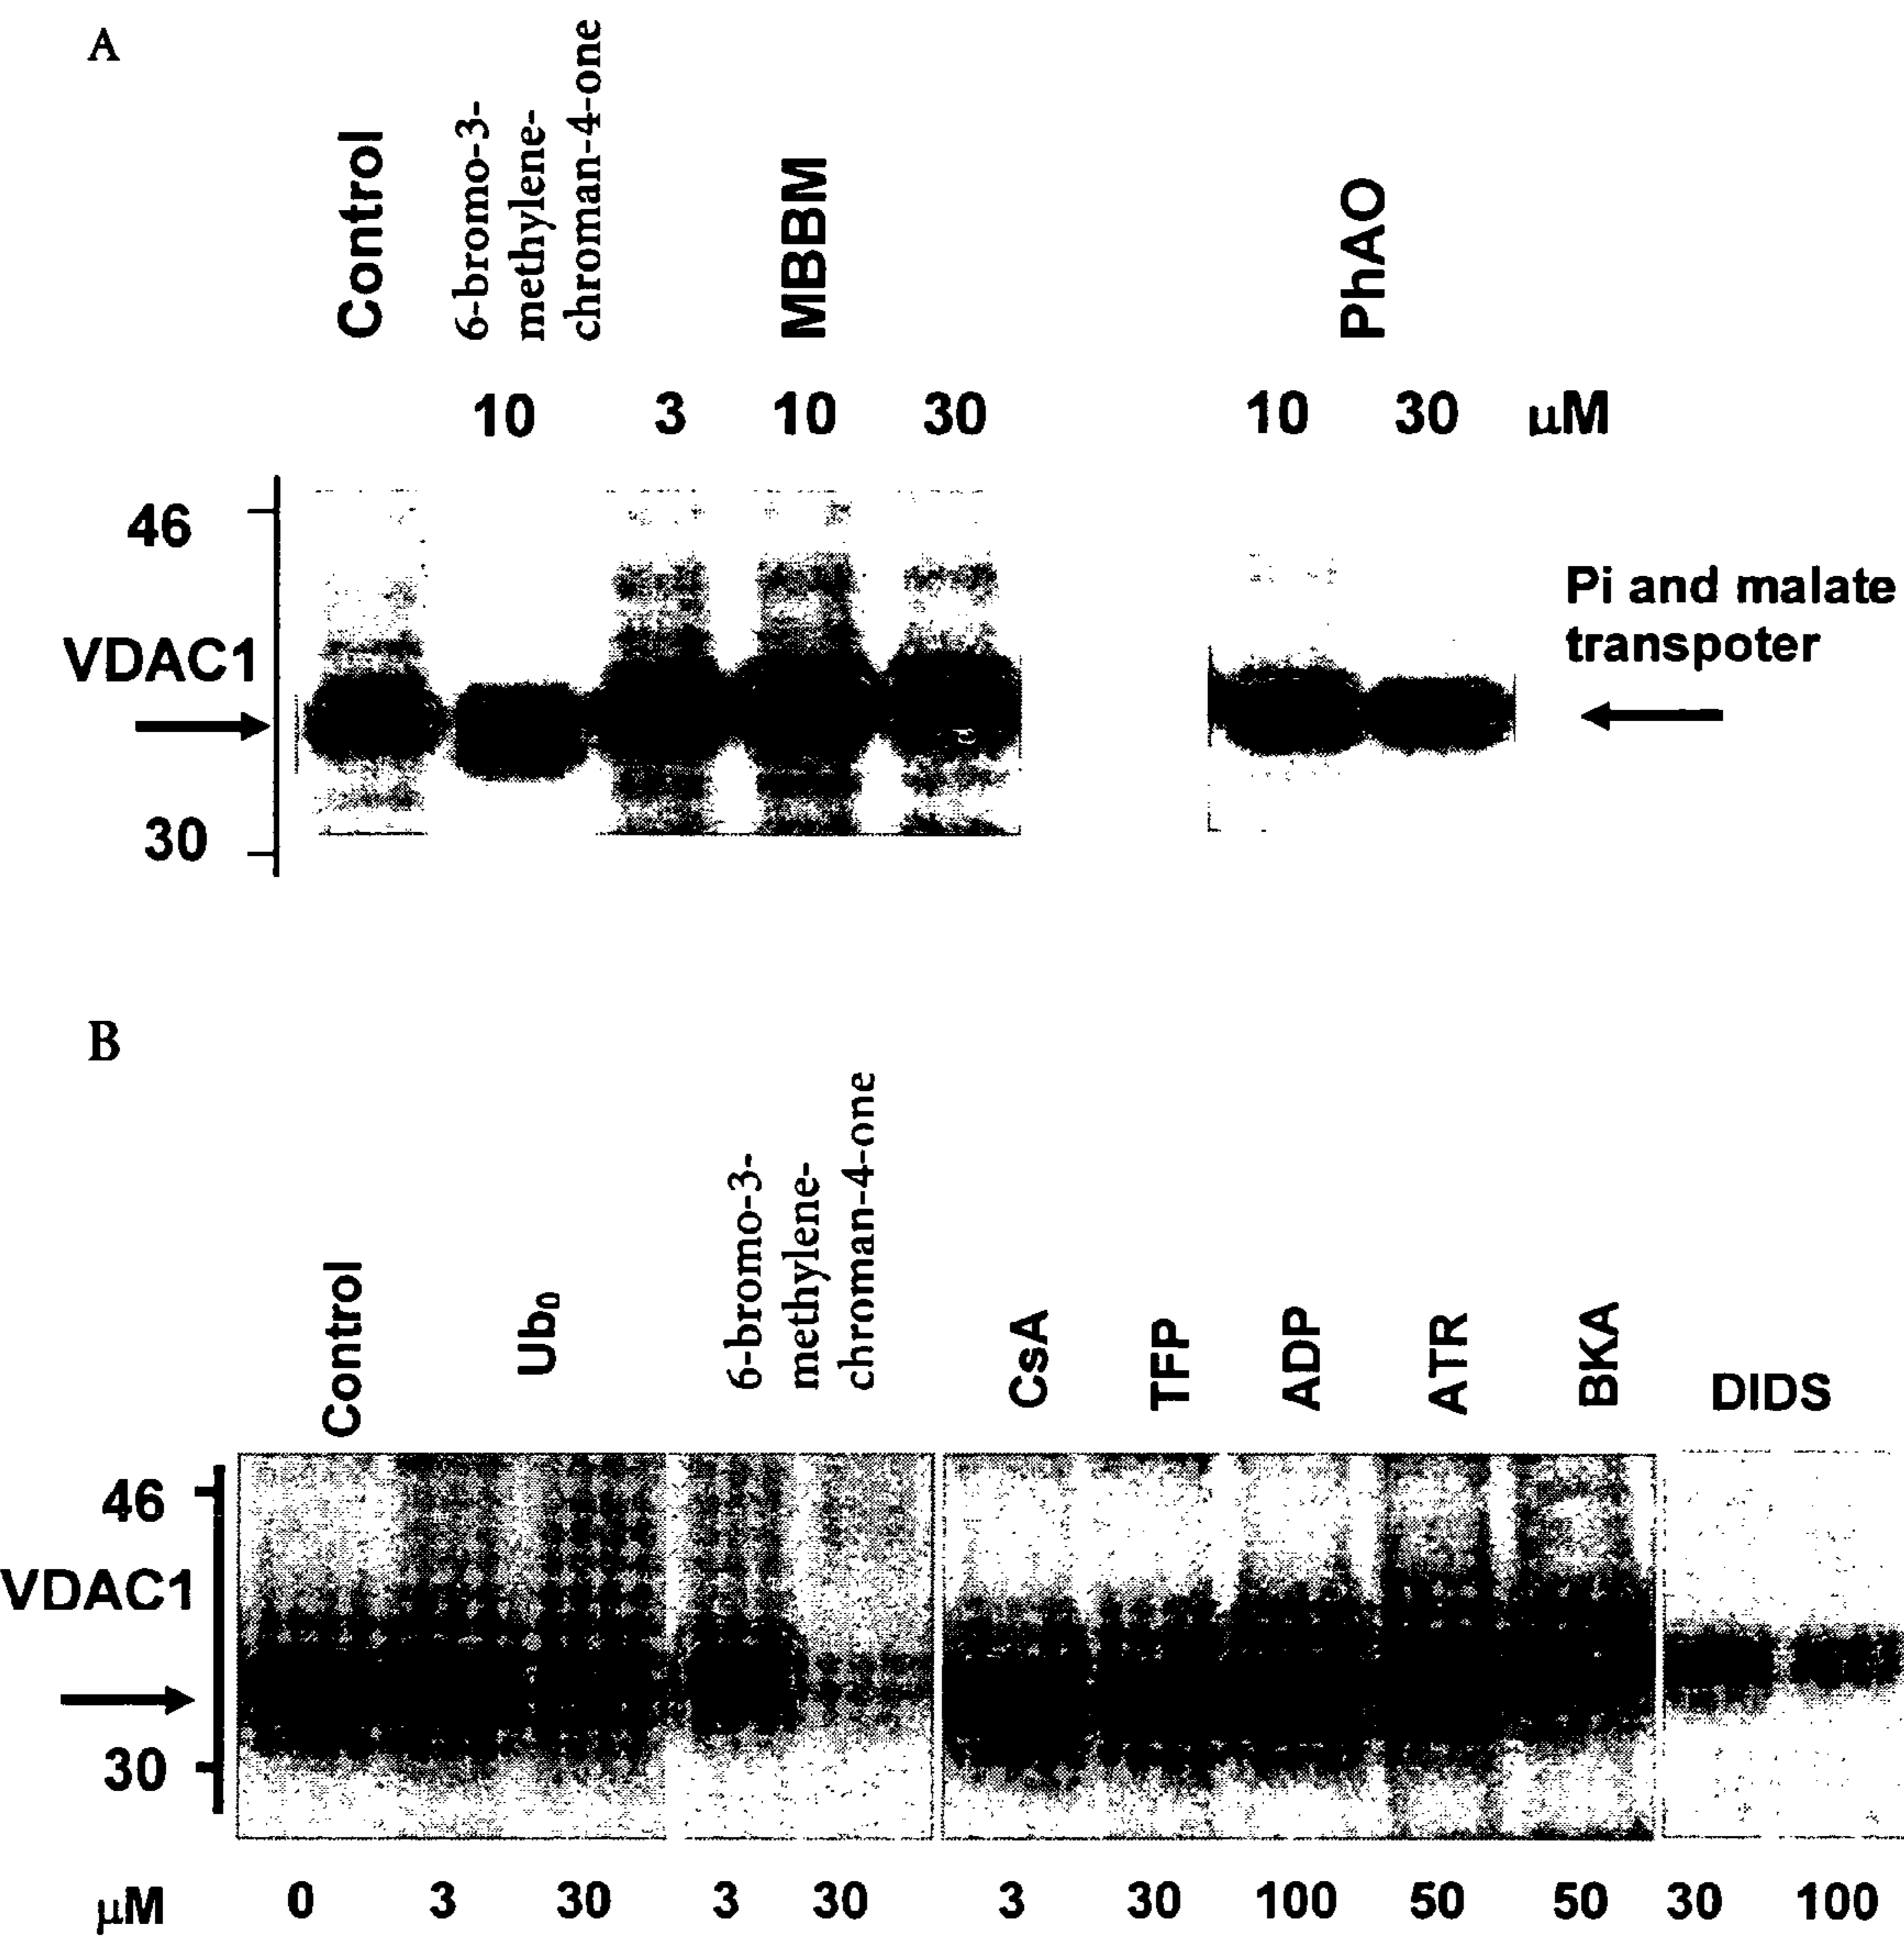 A
Control
6-bromo-3-
methylene-
chroman-4-one
MBBM
PhAO
10 3 10 30 10 30 μM
46
VDAC1
30
Pi and malate
transpoter
B
Control
Ub0
6-bromo-3-
methylene-
chroman-4-one
CsA
TFP
ADP
ATR
BKA
DIDS
46
VDAC1
30
μM 0 3 30 3 30 3 30 100 50 50 30 100